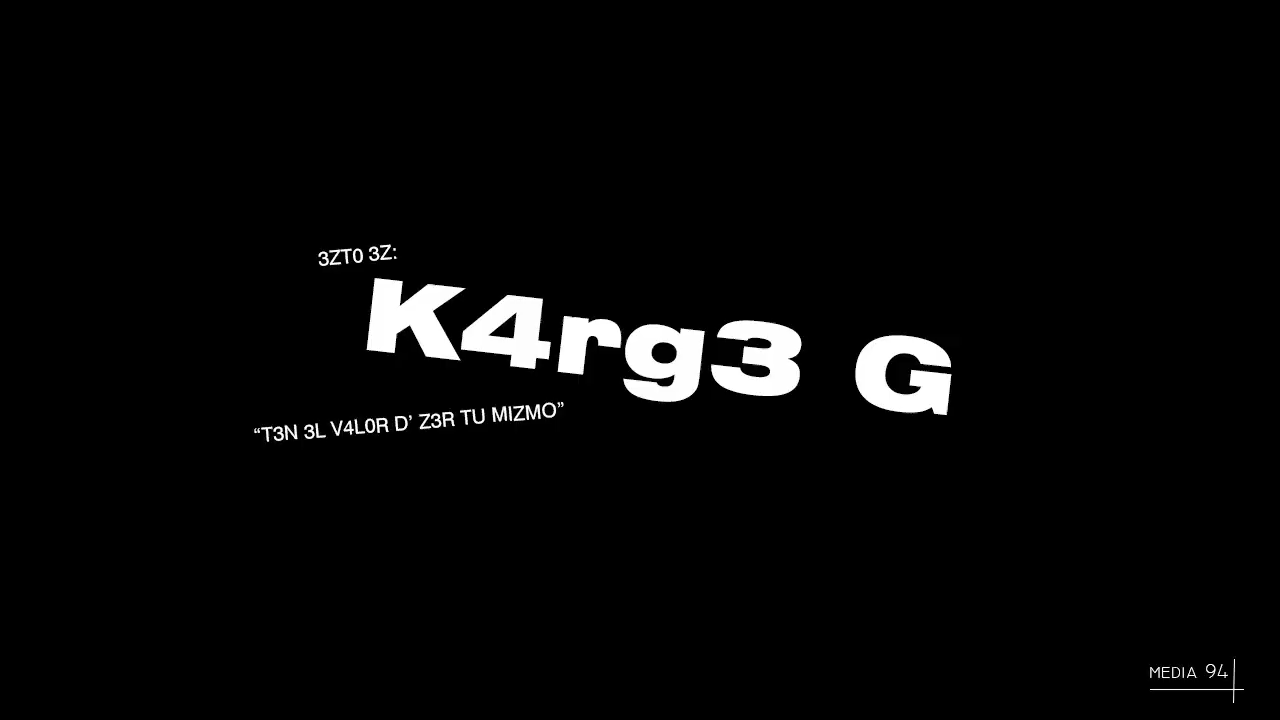 3ZT0 3Z:
K4rg3 G
“T3N 3L V4L0R D’ Z3R TU MIZMO”
MEDIA 94